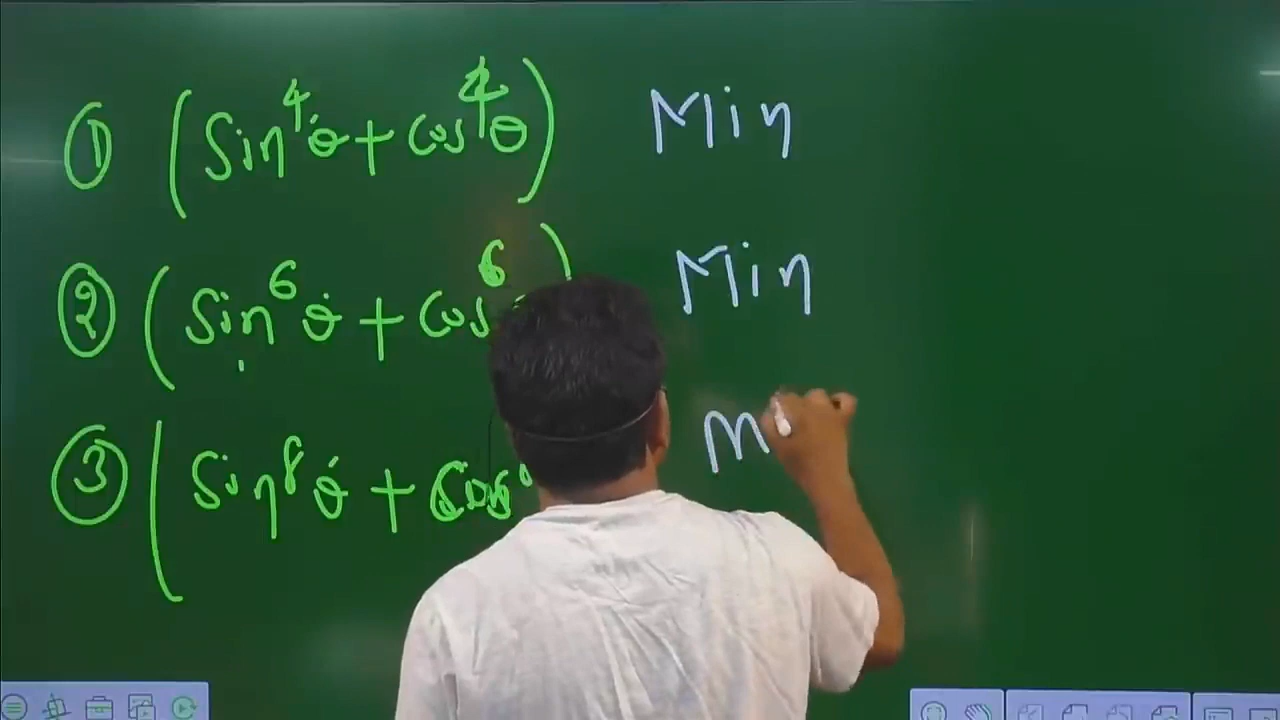 ① (Sin⁴θ + Cos⁴θ) Min
② (Sin⁶θ + Cos⁶ ) Min
③ (Sin⁸θ + Cos M